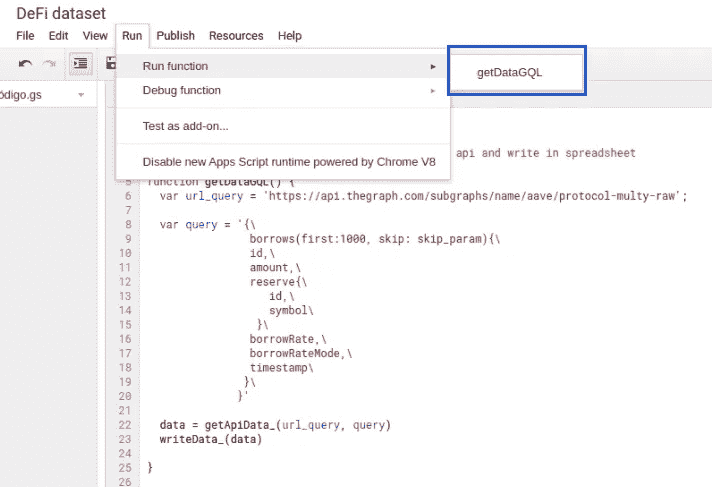 DeFi dataset
File Edit View Run Publish Resources Help
Run function
getDataGQL
ódigo.gs
Debug function
Test as add-on...
Disable new Apps Script runtime powered by Chrome V8
api and write in spreadsheet
5 function getDataGQL() {
6 var url_query = 'https://api.thegraph.com/subgraphs/name/aave/protocol-multy-raw';
7
8 var query = '{\
9 borrows(first:1000, skip: skip_param){\
10 id,\
11 amount,\
12 reserve{\
13 id,\
14 symbol\
15 }\
16 borrowRate,\
17 borrowRateMode,\
18 timestamp\
19 }\
20 }'
21
22 data = getApiData_(url_query, query)
23 writeData_(data)
24
25 }
26